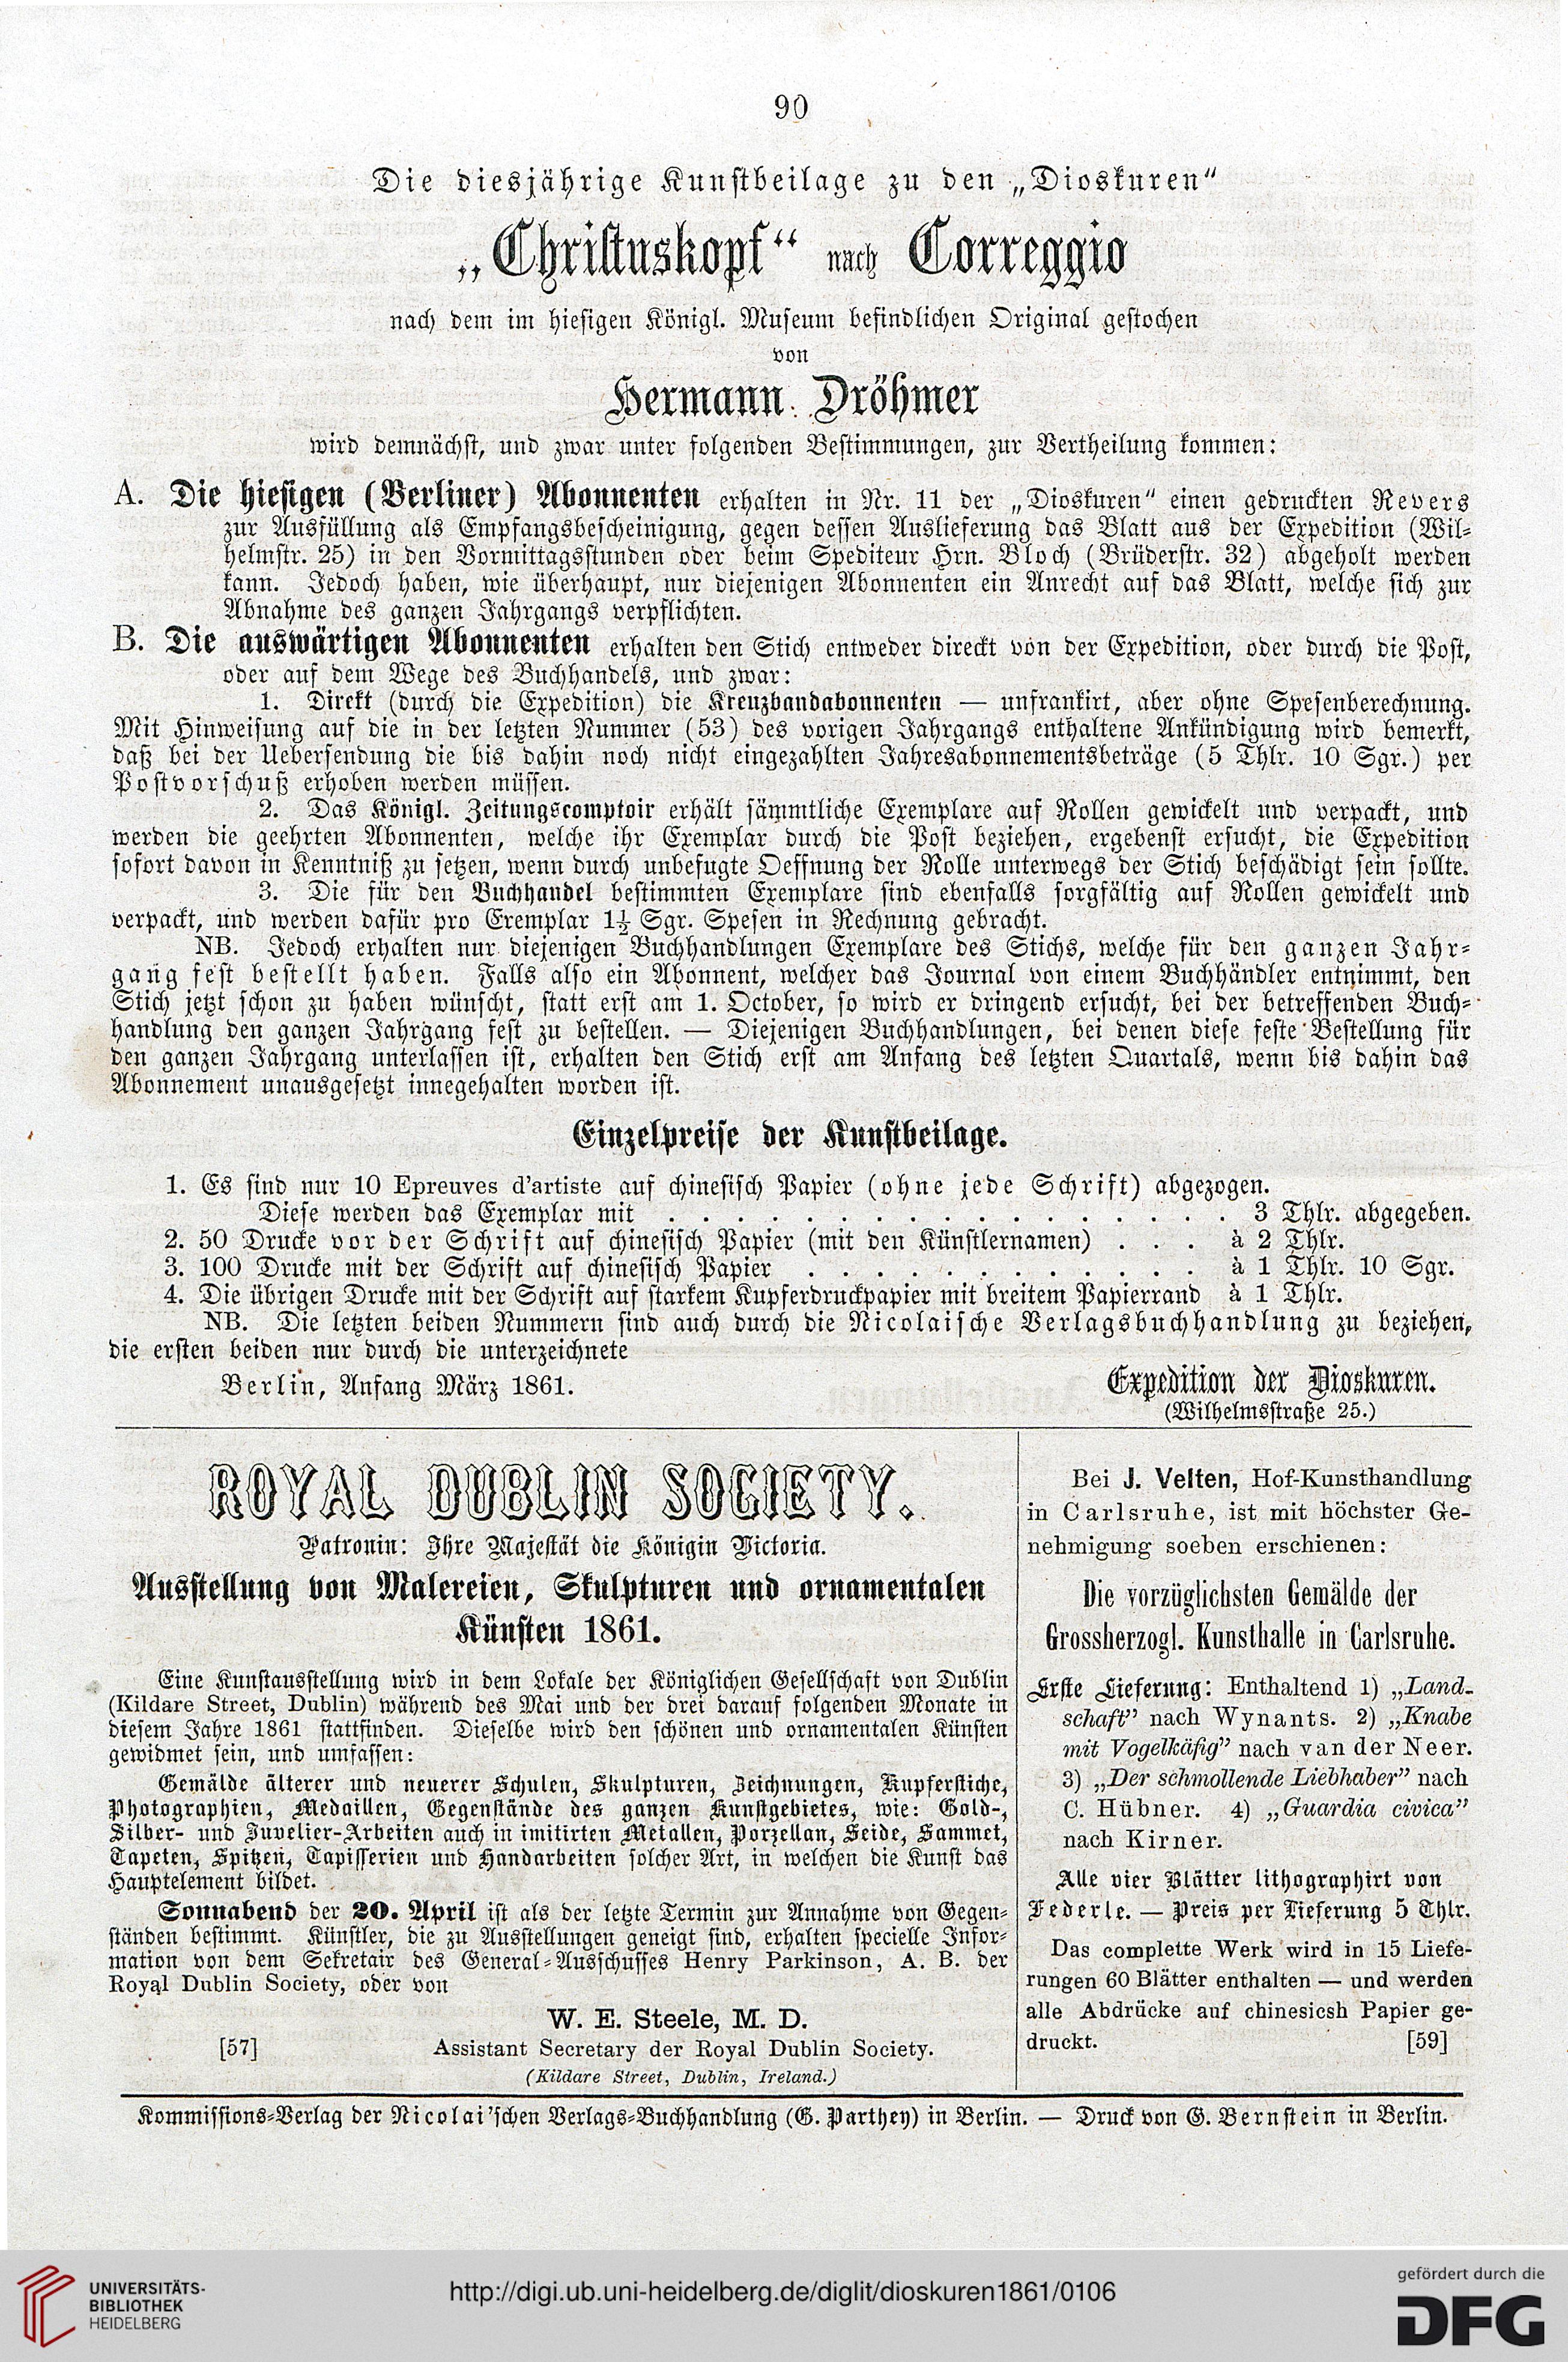 90
Die diesjährige Kunstbeilage zu den „Dioskuren“
„Christuskopf“ nach Correggio
nach dem im hiesigen Königl. Museum befindlichen Original gestochen
von
Hermann Dröhmer
wird demnächst, und zwar unter folgenden Bestimmungen, zur Vertheilung kommen:
A. Die hiesigen (Berliner) Abonnenten erhalten in Nr. 11 der „Dioskuren“ einen gedruckten Revers
zur Ausfüllung als Empfangsbescheinigung, gegen dessen Auslieferung das Blatt aus der Expedition (Wil-
helmstr. 25) in den Vormittagsstunden oder beim Spediteur Hrn. Bloch (Brüderstr. 32) abgeholt werden
kann. Jedoch haben, wie überhaupt, nur diejenigen Abonnenten ein Anrecht auf das Blatt, welche sich zur
Abnahme des ganzen Jahrgangs verpflichten.
B. Die auswärtigen Abonnenten erhalten den Stich entweder direckt von der Expedition, oder durch die Post,
oder auf dem Wege des Buchhandels, und zwar:
1. Direkt (durch die Expedition) die Kreuzbandabonnenten — unfrankirt, aber ohne Spesenberechnung.
Mit Hinweisung auf die in der letzten Nummer (53) des vorigen Jahrgangs enthaltene Ankündigung wird bemerkt,
daß bei der Uebersendung die bis dahin noch nicht eingezahlten Jahresabonnementsbeträge (5 Thlr. 10 Sgr.) per
Postvorschuß erhoben werden müssen.
2. Das Königl. Zeitungscomptoir erhält sämmtliche Exemplare auf Rollen gewickelt und verpackt, und
werden die geehrten Abonnenten, welche ihr Exemplar durch die Post beziehen, ergebenst ersucht, die Expedition
sofort davon in Kenntniß zu setzen, wenn durch unbefugte Oeffnung der Rolle unterwegs der Stich beschädigt sein sollte.
3. Die für den Buchhandel bestimmten Exemplare sind ebenfalls sorgfältig auf Rollen gewickelt und
verpackt, und werden dafür pro Exemplar 1½ Sgr. Spesen in Rechnung gebracht.
NB. Jedoch erhalten nur diejenigen Buchhandlungen Exemplare des Stichs, welche für den ganzen Jahr-
gang fest bestellt haben. Falls also ein Abonnent, welcher das Journal von einem Buchhändler entnimmt, den
Stich jetzt schon zu haben wünscht, statt erst am 1. October, so wird er dringend ersucht, bei der betreffenden Buch-
handlung den ganzen Jahrgang fest zu bestellen. — Diejenigen Buchhandlungen, bei denen diese feste Bestellung für
den ganzen Jahrgang unterlassen ist, erhalten den Stich erst am Anfang des letzten Quartals, wenn bis dahin das
Abonnement unausgesetzt innegehalten worden ist.
Einzelpreise der Kunstbeilage.
1. Es sind nur 10 Epreuves d'artiste auf chinesisch Papier (ohne jede Schrift) abgezogen.
Diese werden das Exemplar mit . . . . . . . . . . . . . . . . . 3 Thlr. abgegeben.
2. 50 Drucke vor der Schrift auf chinesisch Papier (mit den Künstlernamen) . . . à 2 Thlr.
3. 100 Drucke mit der Schrift auf chinesisch Papier . . . . . . . . . . . . à 1 Thlr. 10 Sgr.
4. Die übrigen Drucke mit der Schrift auf starkem Kupferdruckpapier mit breitem Papierrand à 1 Thlr.
NB. Die letzten beiden Nummern sind auch durch die Nicolaische Verlagsbuchhandlung zu beziehen,
die ersten beiden nur durch die unterzeichnete
Berlin, Anfang März 1861.
Expedition der Dioskuren.
(Wilhelmsstraße 25.)
ROYAL DUBLIN SOCIETY.
Patronin: Ihre Majestät die Königin Victoria.
Ausstellung von Malereien, Skulpturen und ornamentalen
Künsten 1861.
Eine Kunstausstellung wird in dem Lokale der Königlichen Gesellschaft von Dublin
(Kildare Street, Dublin) während des Mai und der drei darauf folgenden Monate in
diesem Jahre 1861 stattfinden. Dieselbe wird den schönen und ornamentalen Künsten
gewidmet sein, und umfassen:
Gemälde älterer und neuerer Schulen, Skulpturen, Zeichnungen, Kupferstiche,
Photographien, Medaillen, Gegenstände des ganzen Kunstgebietes, wie: Gold-,
Silber- und Juvelier-Arbeiten auch in imitirten Metallen, Porzellan, Seide, Sammet,
Tapeten, Spitzen, Tapisserien und Handarbeiten solcher Art, in welchen die Kunst das
Hauptelement bildet.
Sonnabend der 20. April ist als der letzte Termin zur Annahme von Gegen-
ständen bestimmt. Künstler, die zu Ausstellungen geneigt sind, erhalten specielle Infor-
mation von dem Sekretair des General-Ausschusses Henry Parkinson, A. B. der
Royal Dublin Society, oder von
W. E. Steele, M. D.
[57] Assistant Secretary der Royal Dublin Society.
(Kildare Street, Dublin, Ireland.)
Bei J. Velten, Hof-Kunsthandlung
in Carlsruhe, ist mit höchster Ge-
nehmigung soeben erschienen:
Die vorzüglichsten Gemälde der
Grossherzogl. Kunsthalle in Carlsruhe.
Erste Lieferung: Enthaltend 1) „Land-
schaft” nach Wynants. 2) „Knabe
mit Vogelkäfig” nach van der Neer.
3) „Der schmollende Liebhaber” nach
C. Hübner. 4) „Guardia civica”
nach Kirner.
Alle vier Blätter lithographirt von
Federle. — Preis per Lieferung 5 Thlr.
Das complette Werk wird in 15 Liefe-
rungen 60 Blätter enthalten — und werden
alle Abdrücke auf chinesicsh Papier ge-
druckt. [59]
Kommissions-Verlag der Nicolai'schen Verlags-Buchhandlung (G. Parthey) in Berlin. — Druck von G. Bernstein in Berlin.
UNIVERSITÄTS-
BIBLIOTHEK
HEIDELBERG
http://digi.ub.uni-heidelberg.de/diglit/dioskuren1861/0106
gefördert durch die
DFG